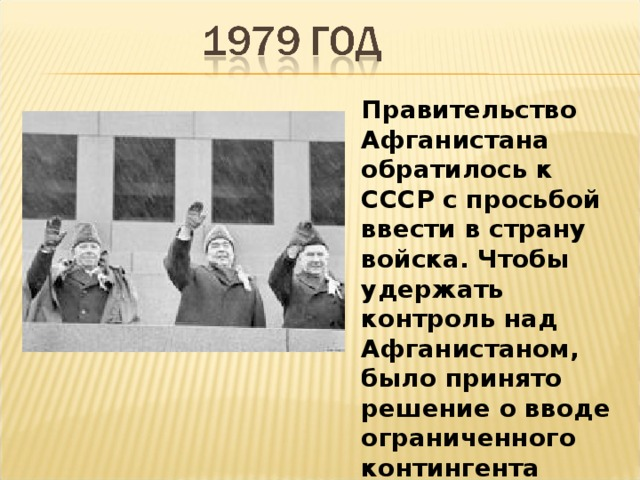 1979 ГОД
Правительство
Афганистана
обратилось к
СССР с просьбой
ввести в страну
войска. Чтобы
удержать
контроль над
Афганистаном,
было принято
решение о вводе
ограниченного
контингента